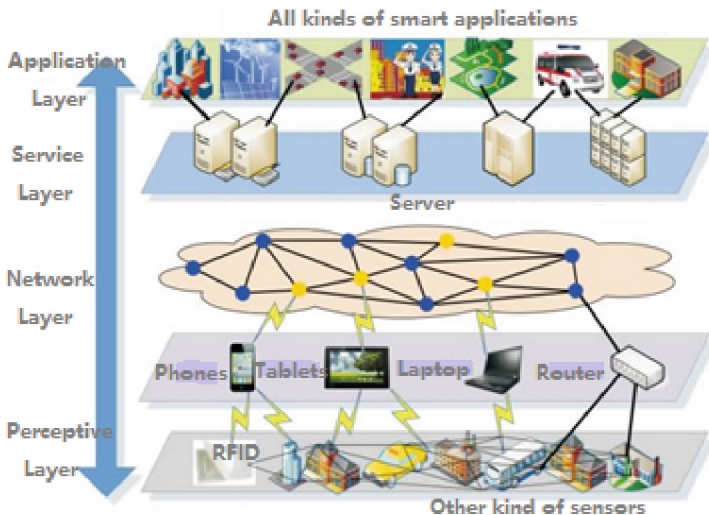 All kinds of smart applications
Application
Layer
Service
Layer
Server
Network
Layer
Phones
Tablets
Laptop
Router
Perceptive
Layer
RFID
Other kind of sensors